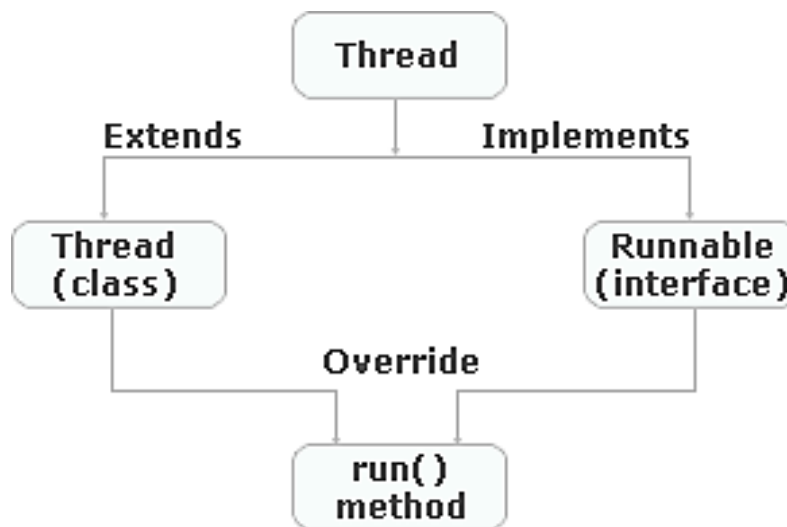 Thread
Extends
Implements
Thread
(class)
Runnable
(interface)
Override
run()
method